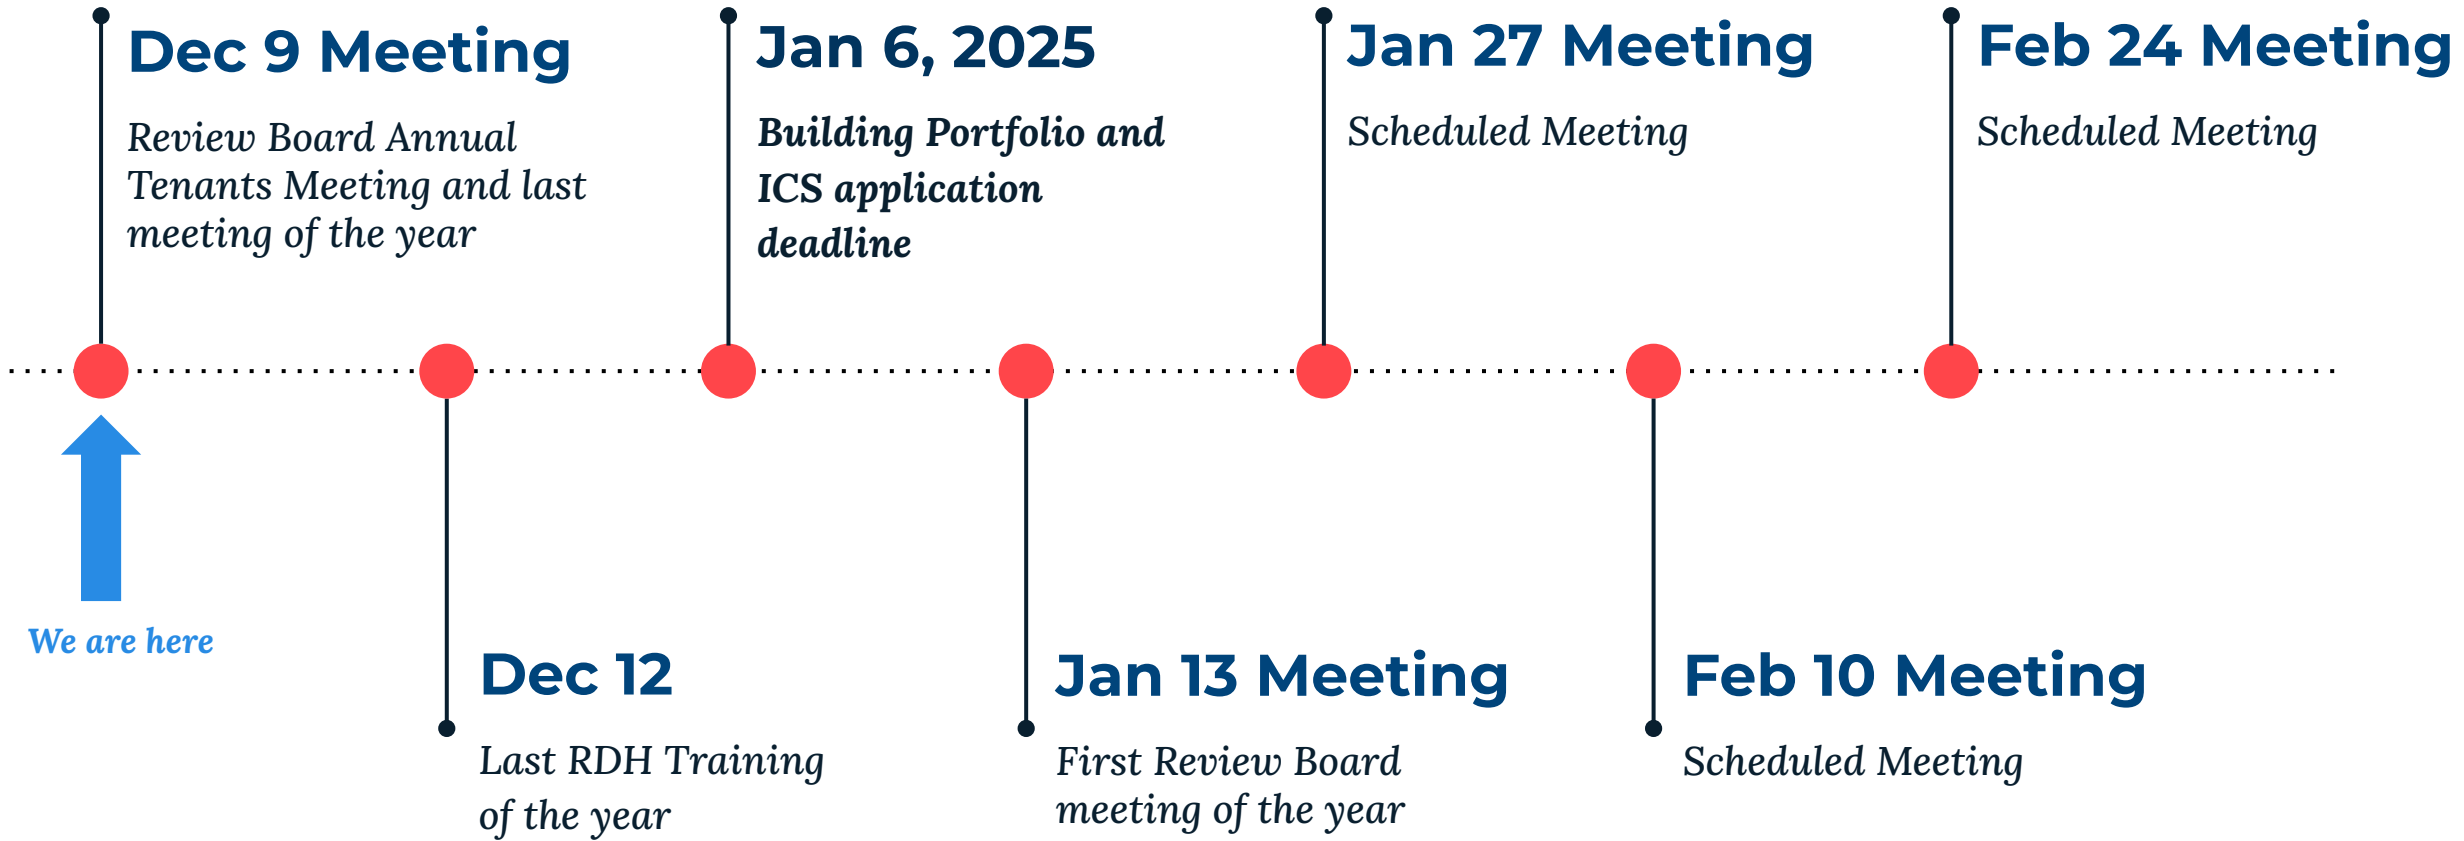 Dec 9 Meeting
Review Board Annual
Tenants Meeting and last
meeting of the year
Jan 6, 2025
Building Portfolio and
ICS application
deadline
Jan 27 Meeting
Scheduled Meeting
Feb 24 Meeting
Scheduled Meeting
We are here
Dec 12
Last RDH Training
of the year
Jan 13 Meeting
First Review Board
meeting of the year
Feb 10 Meeting
Scheduled Meeting